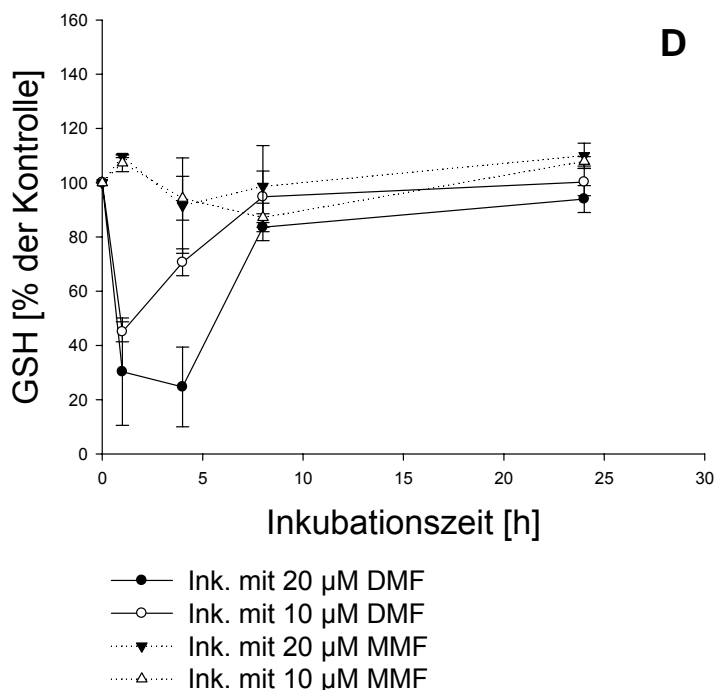 D
GSH [% der Kontrolle]
160
140
120
100
80
60
40
20
0
0 5 10 15 20 25 30
Inkubationszeit [h]
Ink. mit 20 µM DMF
Ink. mit 10 µM DMF
Ink. mit 20 µM MMF
Ink. mit 10 µM MMF